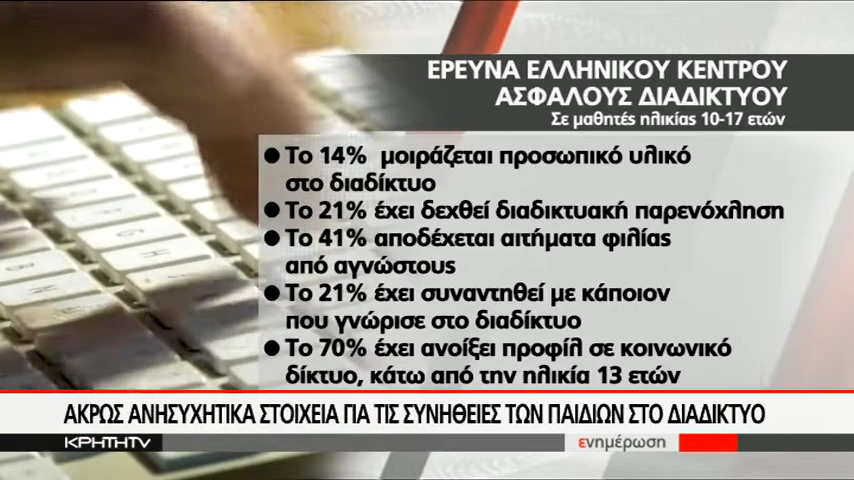 ΕΡΕΥΝΑ ΕΛΛΗΝΙΚΟΥ ΚΕΝΤΡΟΥ
ΑΣΦΑΛΟΥΣ ΔΙΑΔΙΚΤΥΟΥ
Σε μαθητές ηλικίας 10-17 ετών
● Το 14% μοιράζεται προσωπικό υλικό
στο διαδίκτυο
● Το 21% έχει δεχθεί διαδικτυακή παρενόχληση
● Το 41% αποδέχεται αιτήματα φιλίας
από αγνώστους
● Το 21% έχει συναντηθεί με κάποιον
που γνώρισε στο διαδίκτυο
● Το 70% έχει ανοίξει προφίλ σε κοινωνικό
δίκτυο, κάτω από την ηλικία 13 ετών
ΑΚΡΩΣ ΑΝΗΣΥΧΗΤΙΚΑ ΣΤΟΙΧΕΙΑ ΓΙΑ ΤΙΣ ΣΥΝΗΘΕΙΕΣ ΤΩΝ ΠΑΙΔΙΩΝ ΣΤΟ ΔΙΑΔΙΚΤΥΟ
ΚΡΗΤΗTV
ενημέρωση